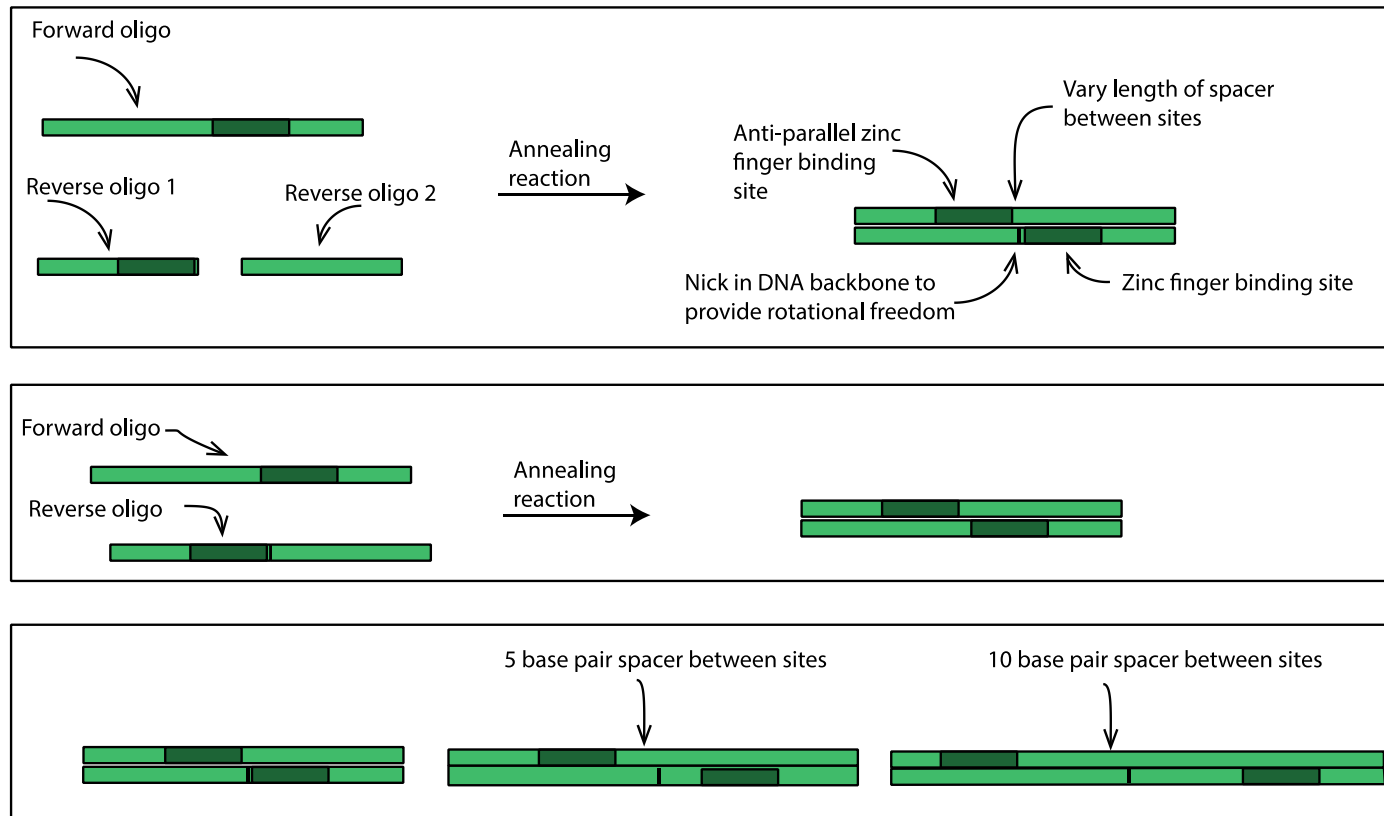 Forward oligo
Reverse oligo 1
Reverse oligo 2
Annealing
reaction
Anti-parallel zinc
finger binding
site
Vary length of spacer
between sites
Nick in DNA backbone to
provide rotational freedom
Zinc finger binding site
Forward oligo
Reverse oligo
Annealing
reaction
5 base pair spacer between sites
10 base pair spacer between sites